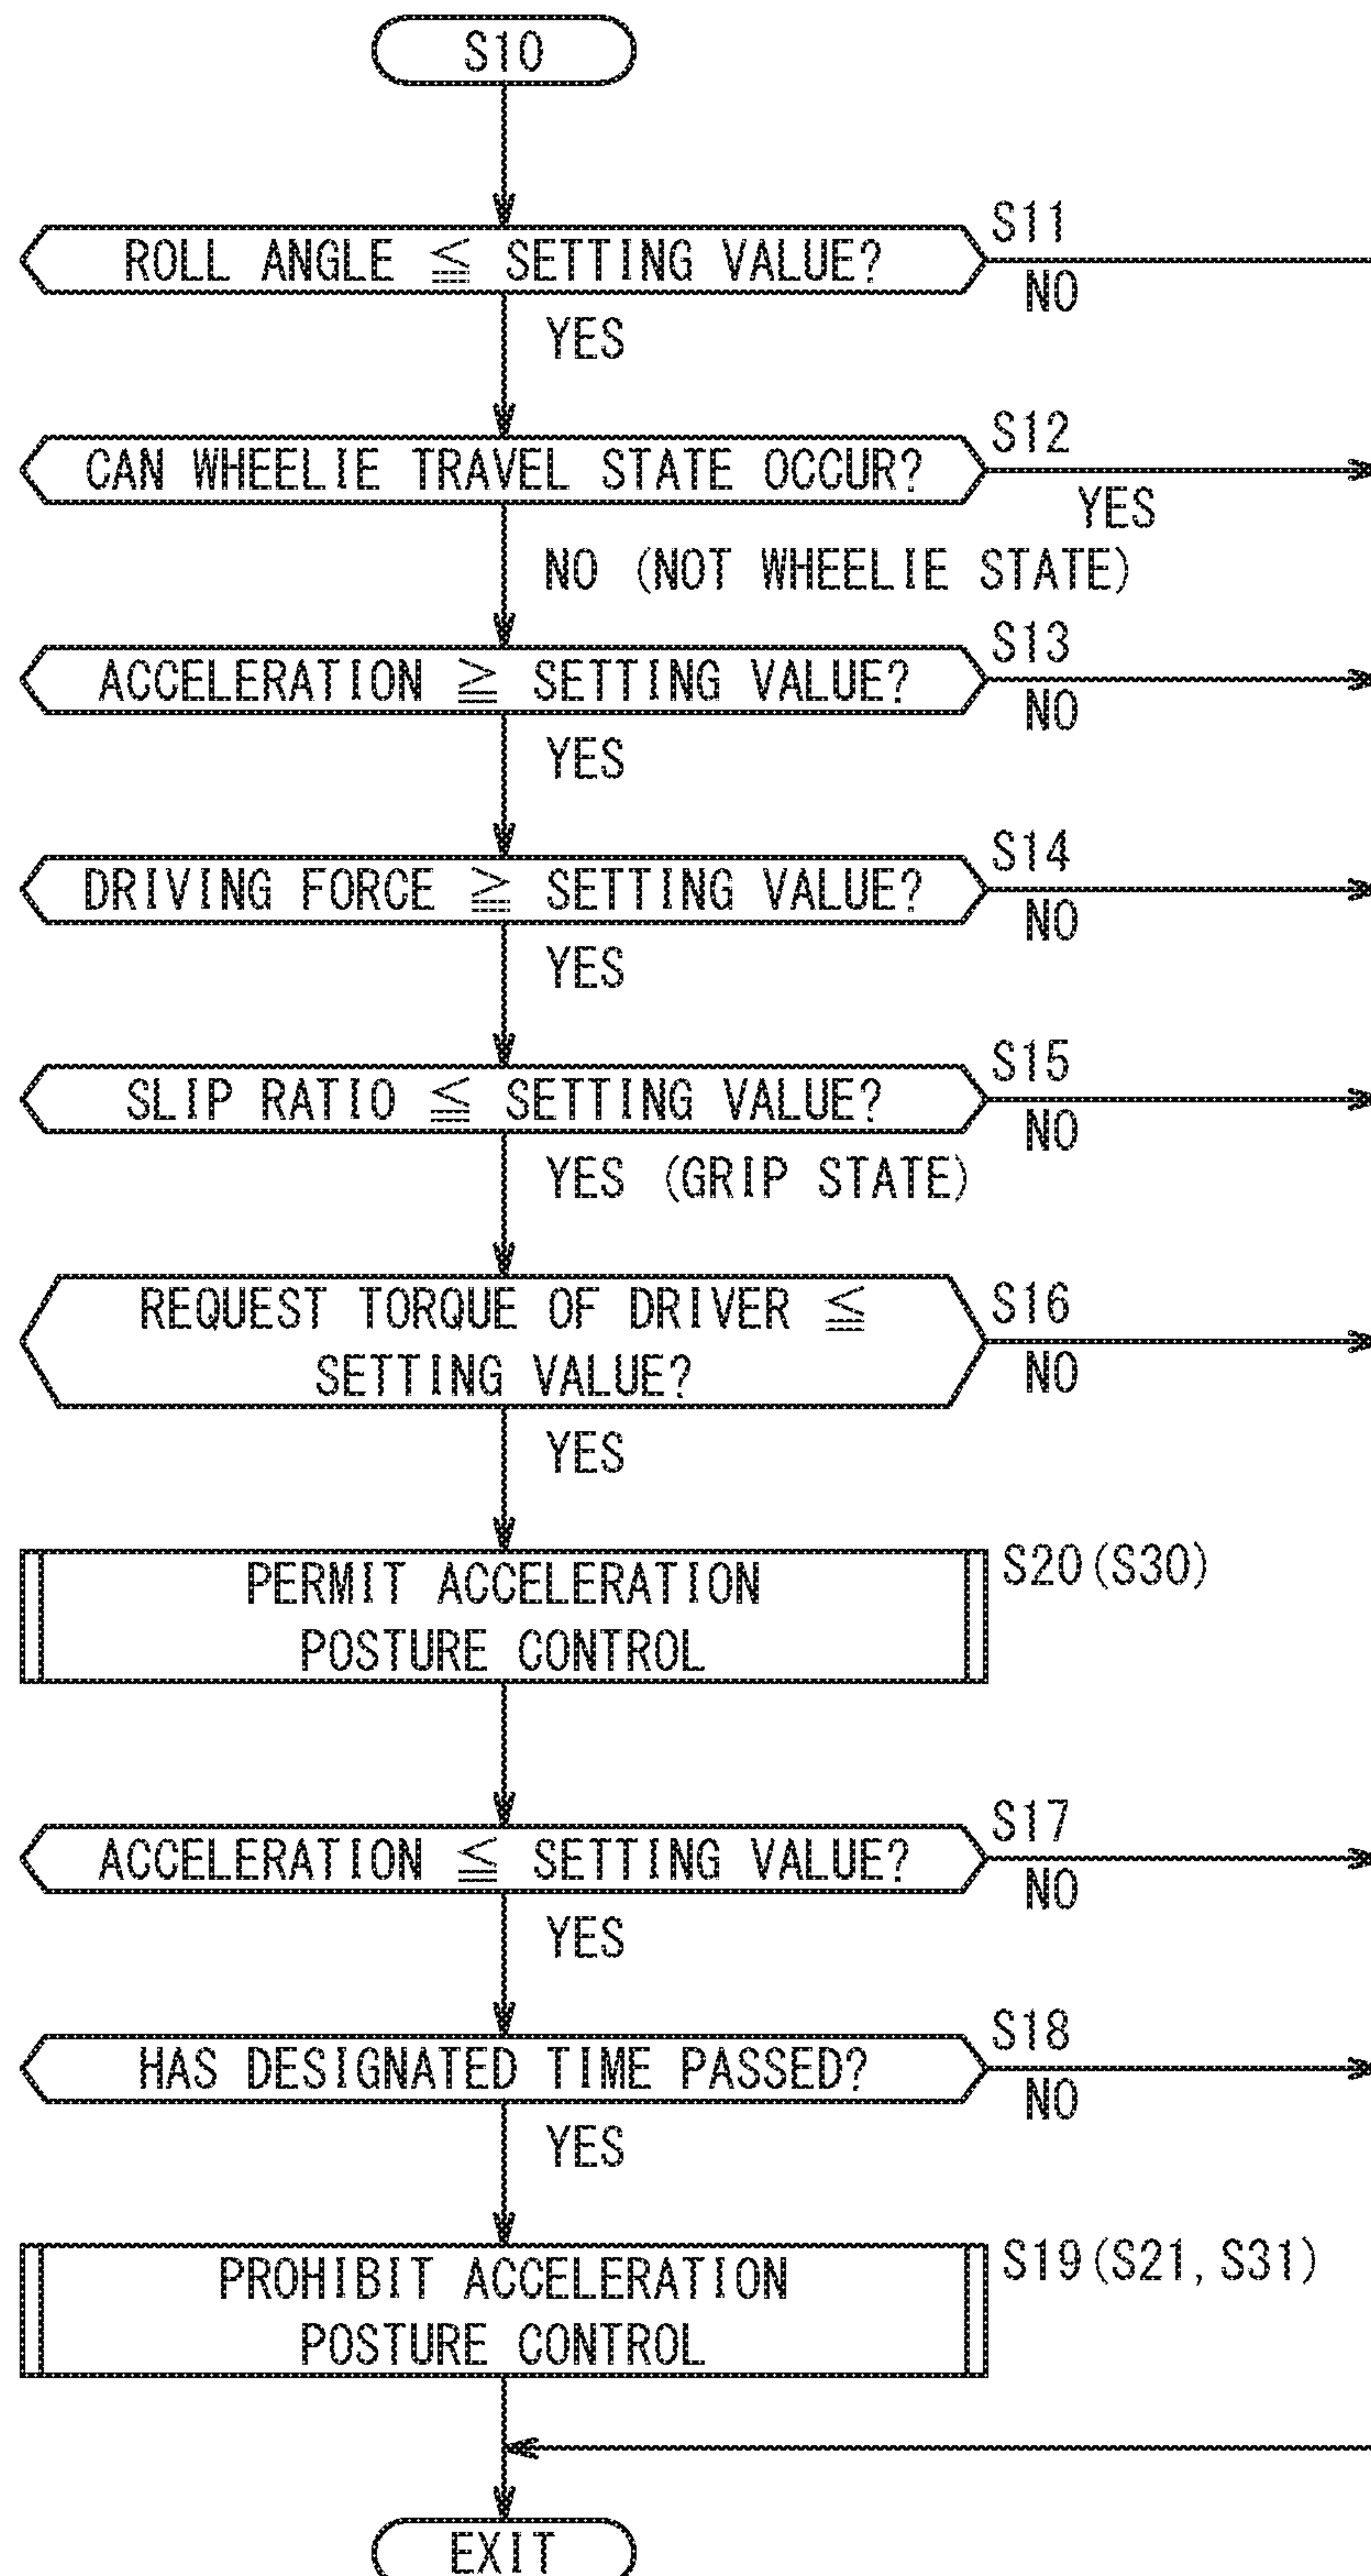 S10
ROLL ANGLE ≦ SETTING VALUE?
S11
NO
YES
CAN WHEELIE TRAVEL STATE OCCUR?
S12
YES
NO (NOT WHEELIE STATE)
ACCELERATION ≧ SETTING VALUE?
S13
NO
YES
DRIVING FORCE ≧ SETTING VALUE?
S14
NO
YES
SLIP RATIO ≦ SETTING VALUE?
S15
NO
YES (GRIP STATE)
REQUEST TORQUE OF DRIVER ≦
SETTING VALUE?
S16
NO
YES
PERMIT ACCELERATION
POSTURE CONTROL
S20(S30)
ACCELERATION ≦ SETTING VALUE?
S17
NO
YES
HAS DESIGNATED TIME PASSED?
S18
NO
YES
PROHIBIT ACCELERATION
POSTURE CONTROL
S19(S21, S31)
EXIT